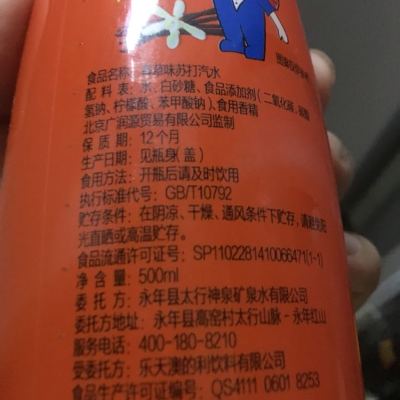 图案仅供参考
食品名称：香草味苏打汽水
配 料 表：水、白砂糖、食品添加剂（二氧化碳、碳酸
氢钠、柠檬酸、苯甲酸钠）、食用香精
北京广润源贸易有限公司监制
保 质 期：12个月
生产日期：见瓶身（盖）
食用方法：开瓶后请及时饮用
执行标准代号：GB/T10792
贮存条件：在阴凉、干燥、通风条件下贮存，请避免阳
光直晒或高温贮存。
食品流通许可证号：SP1102281410066471(1-1)
净 含 量：500ml
委 托 方：永年县太行神泉矿泉水有限公司
委托方地址：永年县高窑村太行山脉－永年红山
服务电话：400-180-8210
受委托方：乐天澳的利饮料有限公司
食品生产许可证编号：QS4111 0601 8253